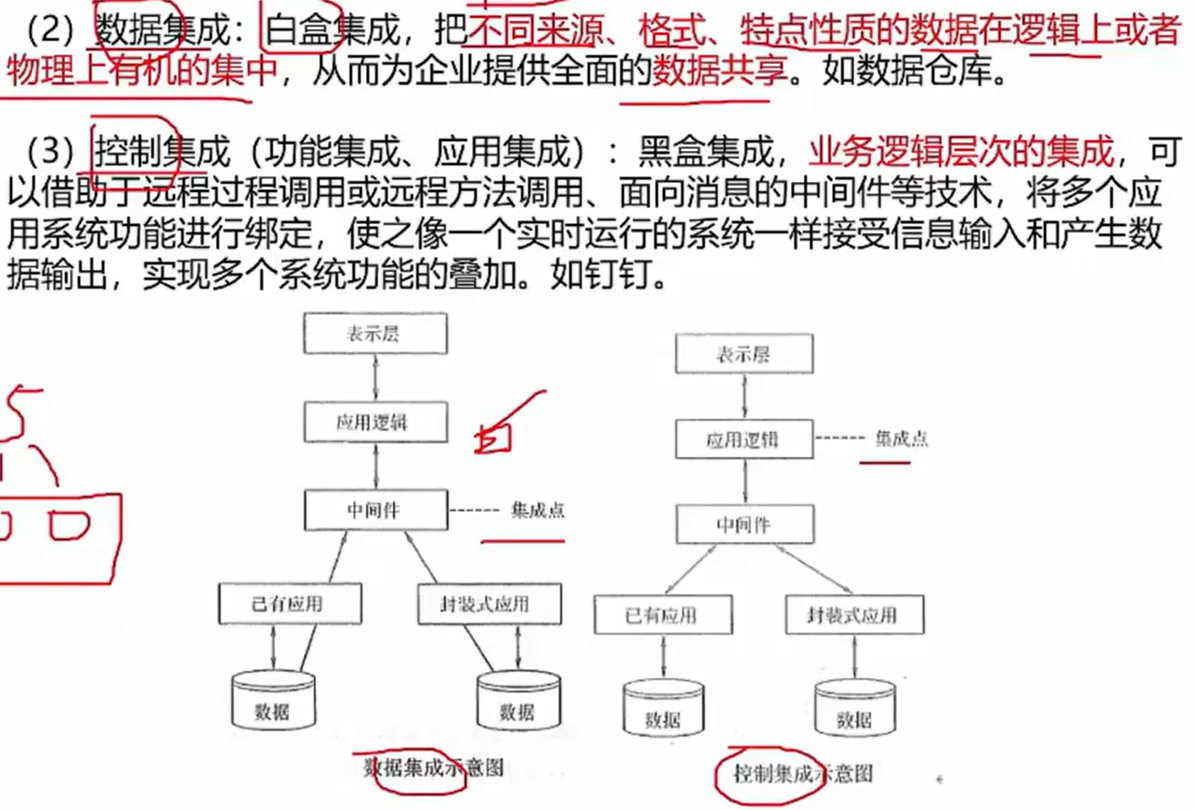 （2）数据集成：白盒集成，把不同来源、格式、特点性质的数据在逻辑上或者
物理上有机的集中，从而为企业提供全面的数据共享。如数据仓库。
（3）控制集成（功能集成、应用集成）：黑盒集成，业务逻辑层次的集成，可
以借助于远程过程调用或远程方法调用、面向消息的中间件等技术，将多个应
用系统功能进行绑定，使之像一个实时运行的系统一样接受信息输入和产生数
据输出，实现多个系统功能的叠加。如钉钉。
表示层
应用逻辑
中间件
集成点
已有应用
封装式应用
数据
数据
数据集成示意图
表示层
应用逻辑
集成点
中间件
已有应用
封装式应用
数据
数据
控制集成示意图